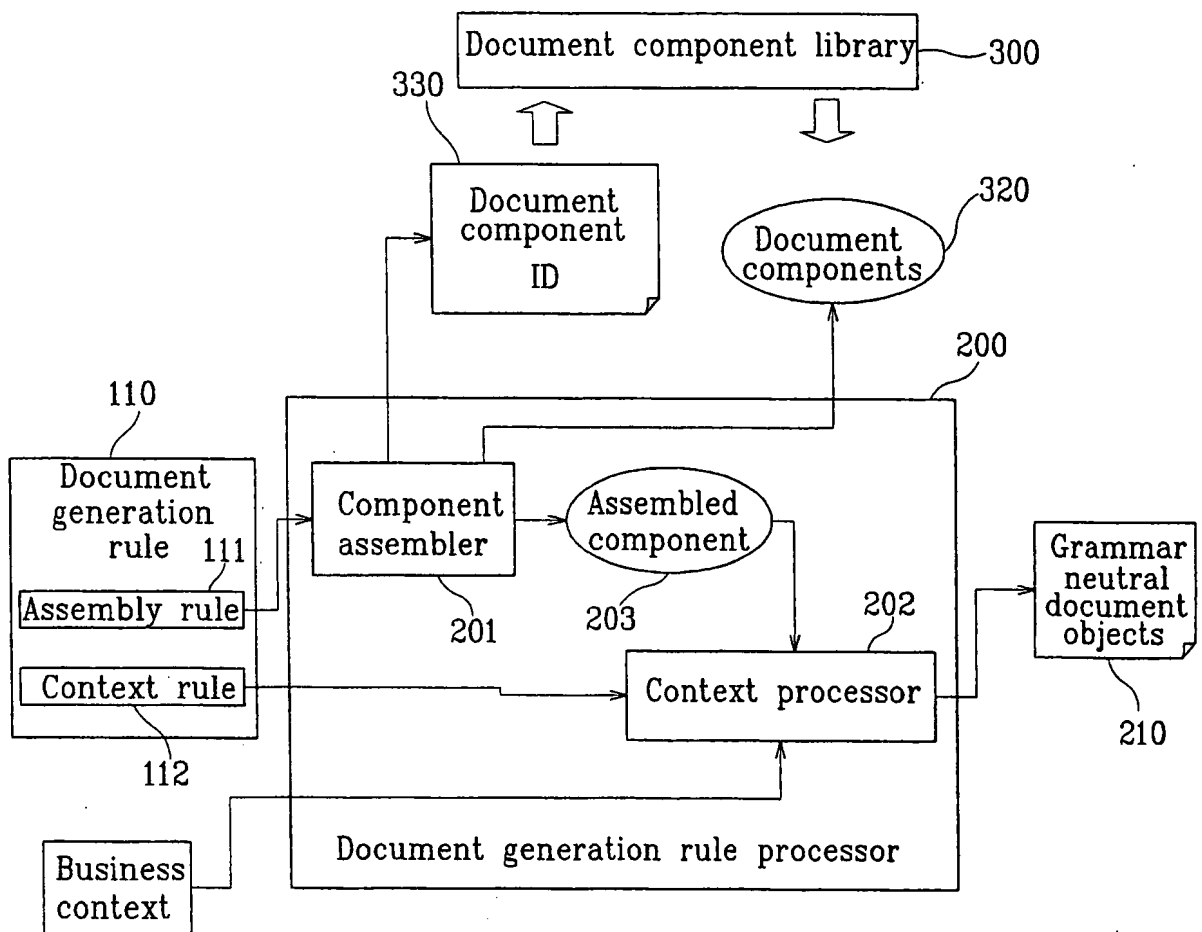 Document component library
300
330
Document
component
ID
320
Document
components
200
110
Document
generation
rule
111
Assembly rule
Context rule
112
Component
assembler
201
Assembled
component
203
202
Context processor
Grammar
neutral
document
objects
210
Document generation rule processor
Business
context